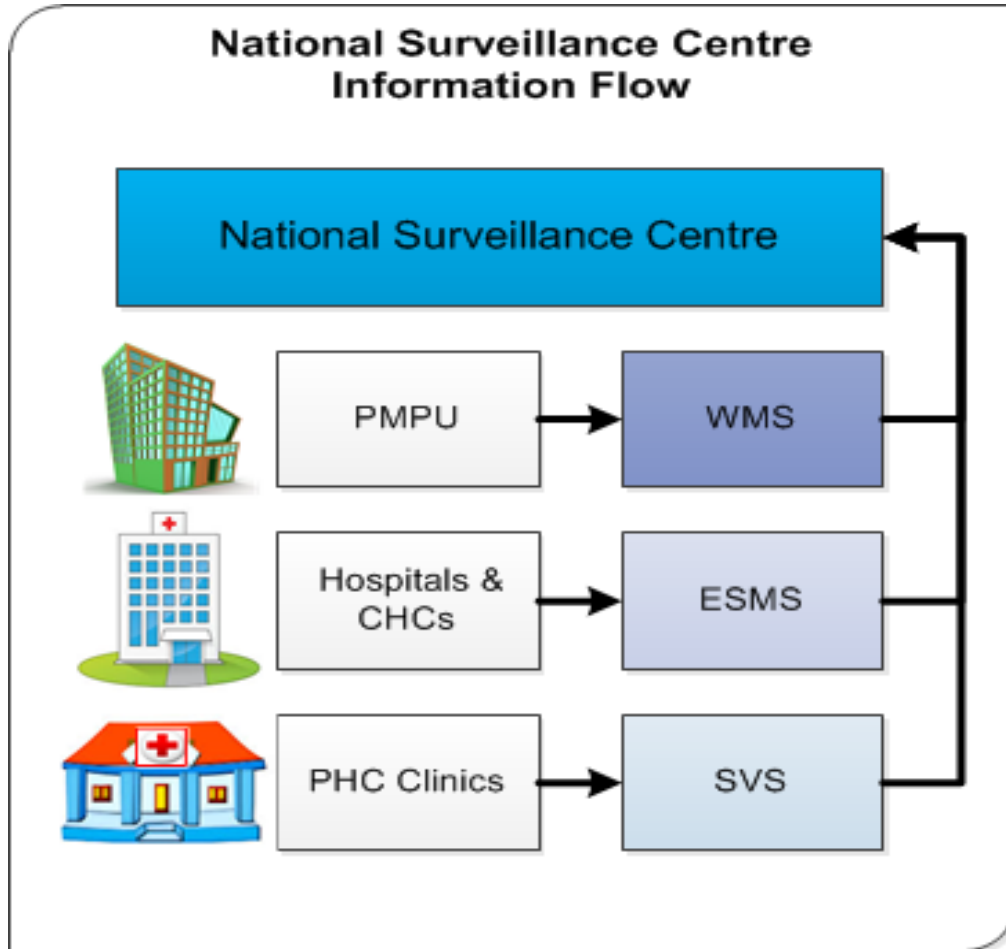 National Surveillance Centre
Information Flow
National Surveillance Centre
PMPU
WMS
Hospitals &
CHCs
ESMS
PHC Clinics
SVS